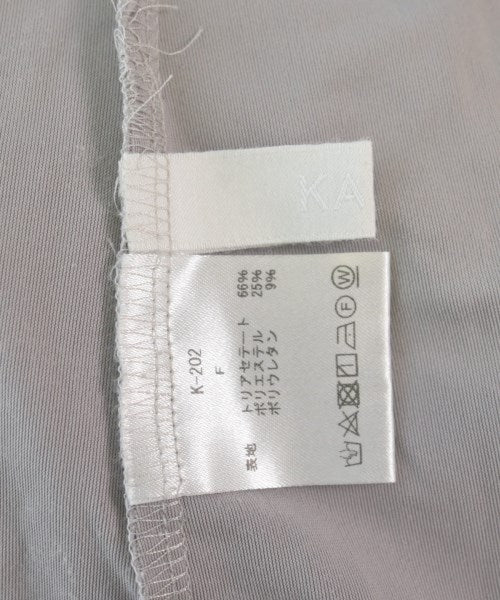 KA
K-202
F
表地 トリアセテート 66%
ポリエステル 25%
ポリウレタン 9%
F
W